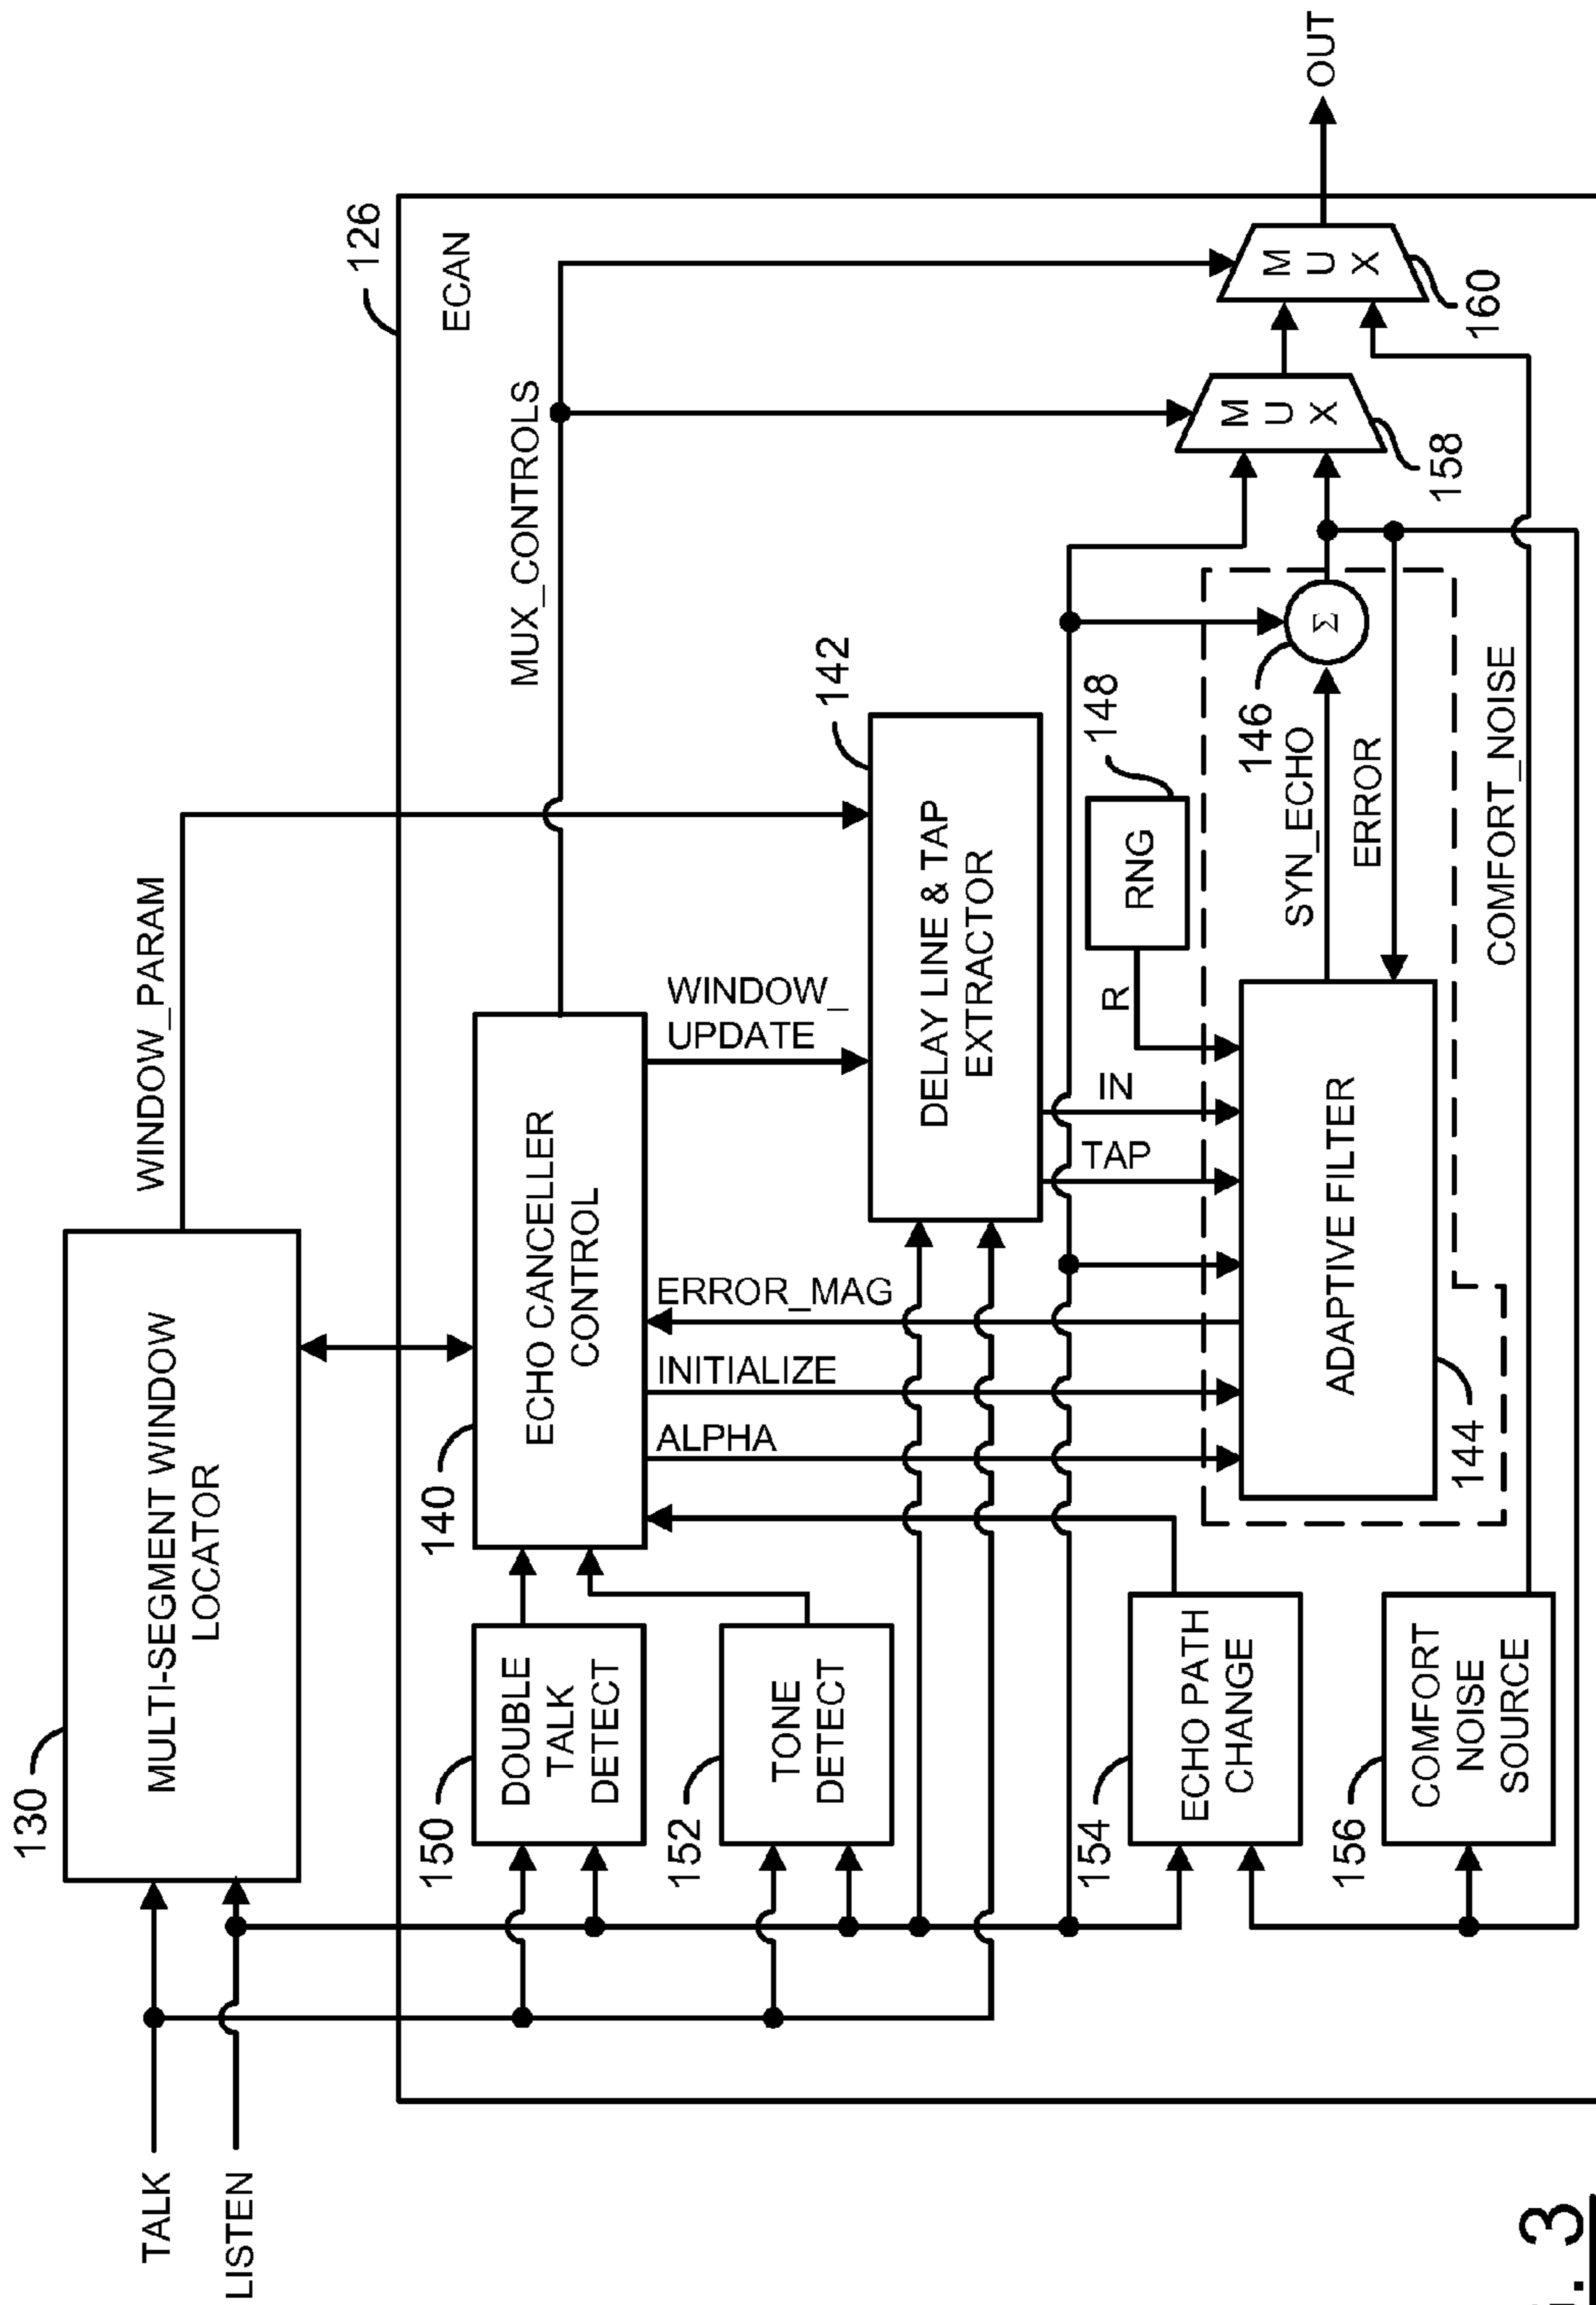 130
MULTI-SEGMENT WINDOW
LOCATOR
WINDOW_PARAM
TALK
LISTEN
126
ECAN
MUX_CONTROLS
140
ECHO CANCELLER
CONTROL
150
DOUBLE
TALK
DETECT
152
TONE
DETECT
WINDOW_
UPDATE
142
DELAY LINE & TAP
EXTRACTOR
ALPHA
INITIALIZE
ERROR_MAG
TAP
IN
R
148
RNG
154
ECHO PATH
CHANGE
144
ADAPTIVE FILTER
SYN_ECHO
ERROR
146
Σ
156
COMFORT
NOISE
SOURCE
COMFORT_NOISE
M
U
X
158
M
U
X
160
OUT
3